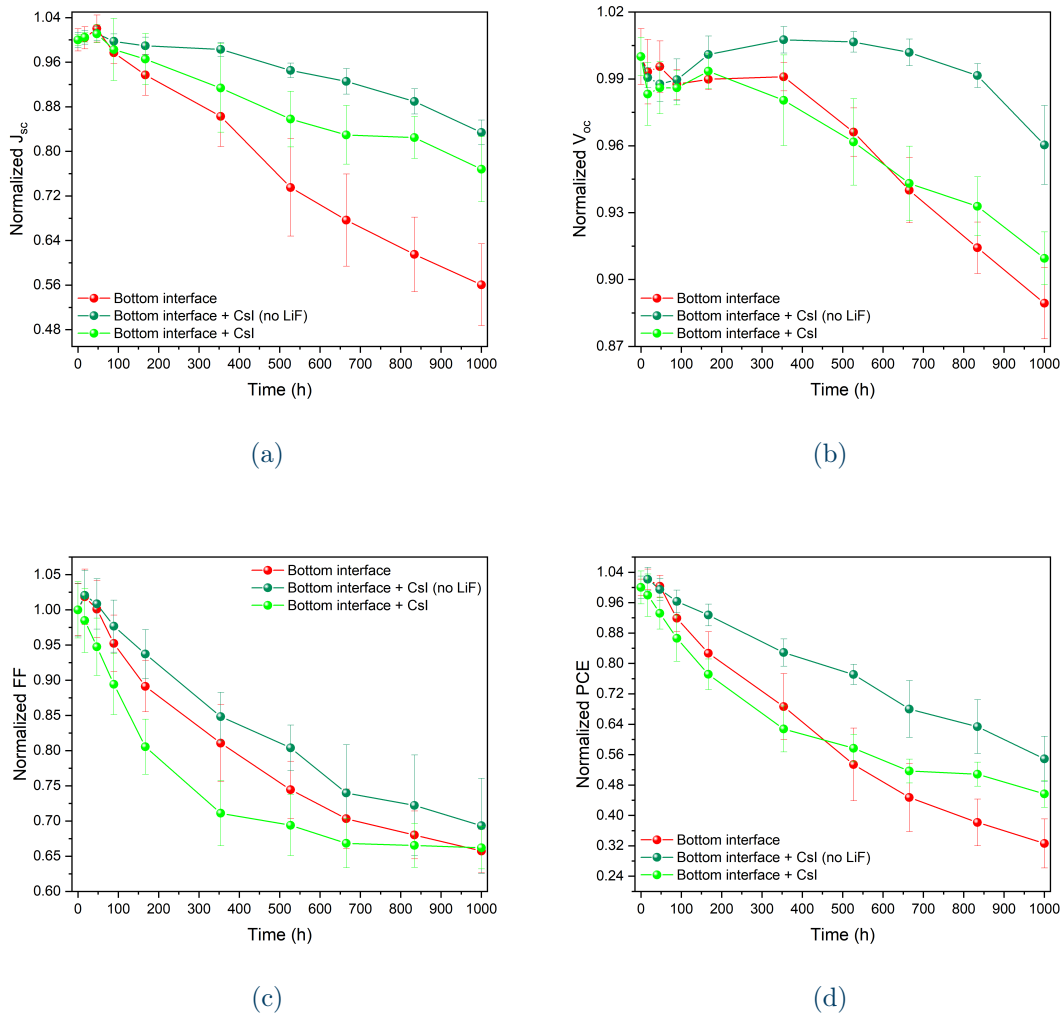 1.04
0.96
0.88
0.80
0.72
0.64
0.56
0.48
Normalized Jsc
Bottom interface
Bottom interface + CsI (no LiF)
Bottom interface + CsI
0 100 200 300 400 500 600 700 800 900 1000
Time (h)
(a)
1.02
0.99
0.96
0.93
0.90
0.87
Normalized Voc
Bottom interface
Bottom interface + CsI (no LiF)
Bottom interface + CsI
0 100 200 300 400 500 600 700 800 900 1000
Time (h)
(b)
1.05
1.00
0.95
0.90
0.85
0.80
0.75
0.70
0.65
0.60
Normalized FF
Bottom interface
Bottom interface + CsI (no LiF)
Bottom interface + CsI
0 100 200 300 400 500 600 700 800 900 1000
Time (h)
(c)
1.04
0.96
0.88
0.80
0.72
0.64
0.56
0.48
0.40
0.32
0.24
Normalized PCE
Bottom interface
Bottom interface + CsI (no LiF)
Bottom interface + CsI
0 100 200 300 400 500 600 700 800 900 1000
Time (h)
(d)